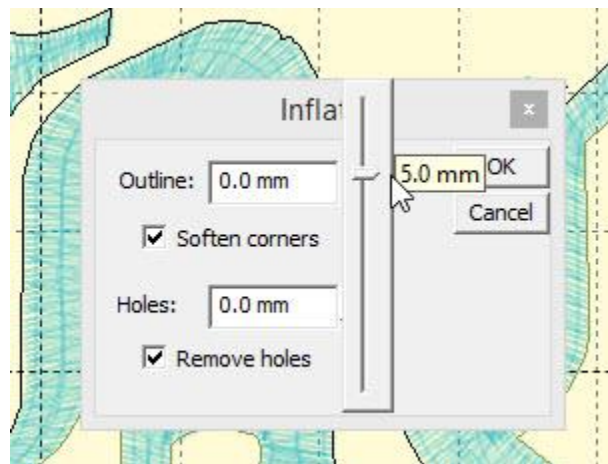 Inflat
Outline: 0.0 mm
5.0 mm
OK
Soften corners
Cancel
Holes: 0.0 mm
Remove holes